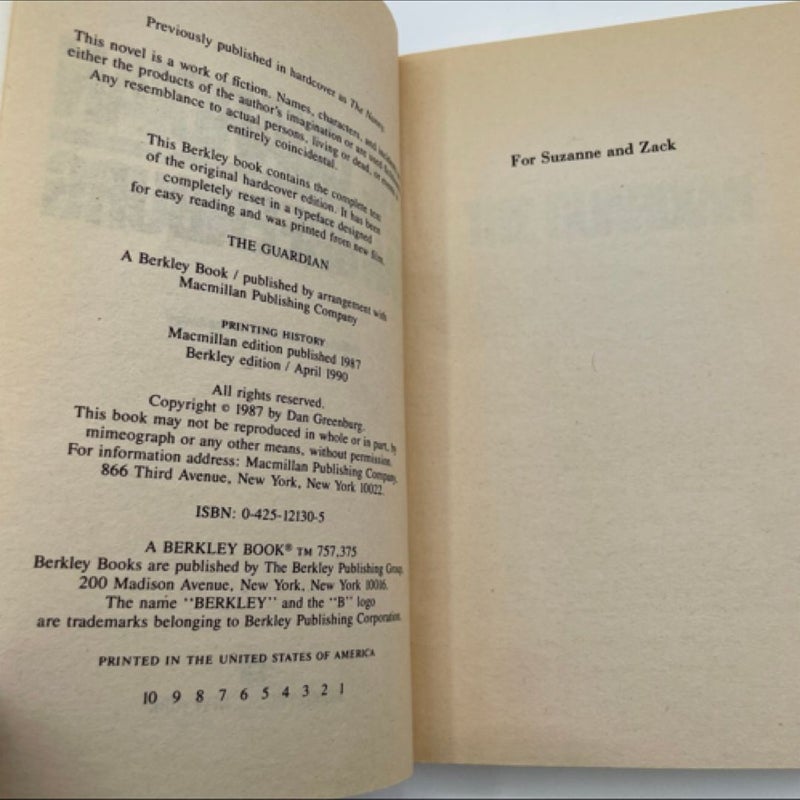 Previously published in hardcover as The Nanny.
This novel is a work of fiction. Names, characters, and incidents are
either the products of the author's imagination or are used
Any resemblance to actual persons, living or dead, or events is
entirely coincidental.
This Berkley book contains the complete text
of the original hardcover edition. It has been
completely reset in a typeface designed
for easy reading and was printed from new film.
THE GUARDIAN
A Berkley Book / published by arrangement with
Macmillan Publishing Company
PRINTING HISTORY
Macmillan edition published 1987
Berkley edition / April 1990
All rights reserved.
Copyright © 1987 by Dan Greenburg.
This book may not be reproduced in whole or in part, by
mimeograph or any other means, without permission.
For information address: Macmillan Publishing Company,
866 Third Avenue, New York, New York 10022.
ISBN: 0-425-12130-5
A BERKLEY BOOK® TM 757,375
Berkley Books are published by The Berkley Publishing Group,
200 Madison Avenue, New York, New York 10016.
The name "BERKLEY" and the "B" logo
are trademarks belonging to Berkley Publishing Corporation.
PRINTED IN THE UNITED STATES OF AMERICA
10 9 8 7 6 5 4 3 2 1
For Suzanne and Zack